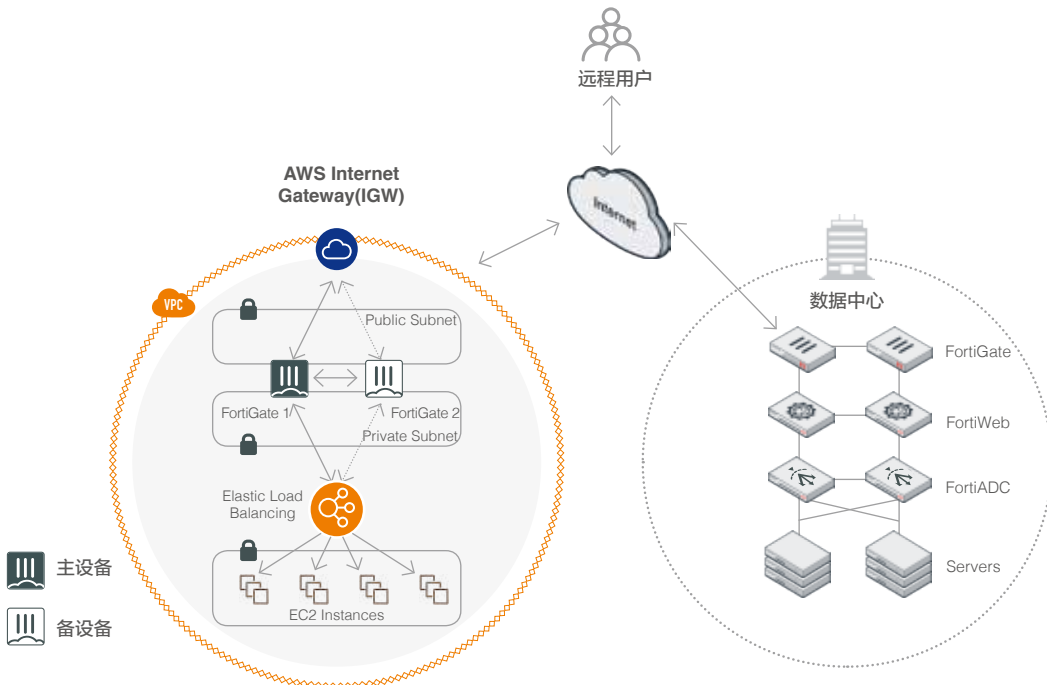 远程用户
AWS Internet
Gateway(IGW)
Internet
VPC
数据中心
Public Subnet
FortiGate
FortiGate 1
FortiGate 2
FortiWeb
Private Subnet
FortiADC
Elastic Load
Balancing
主设备
Servers
EC2 Instances
备设备